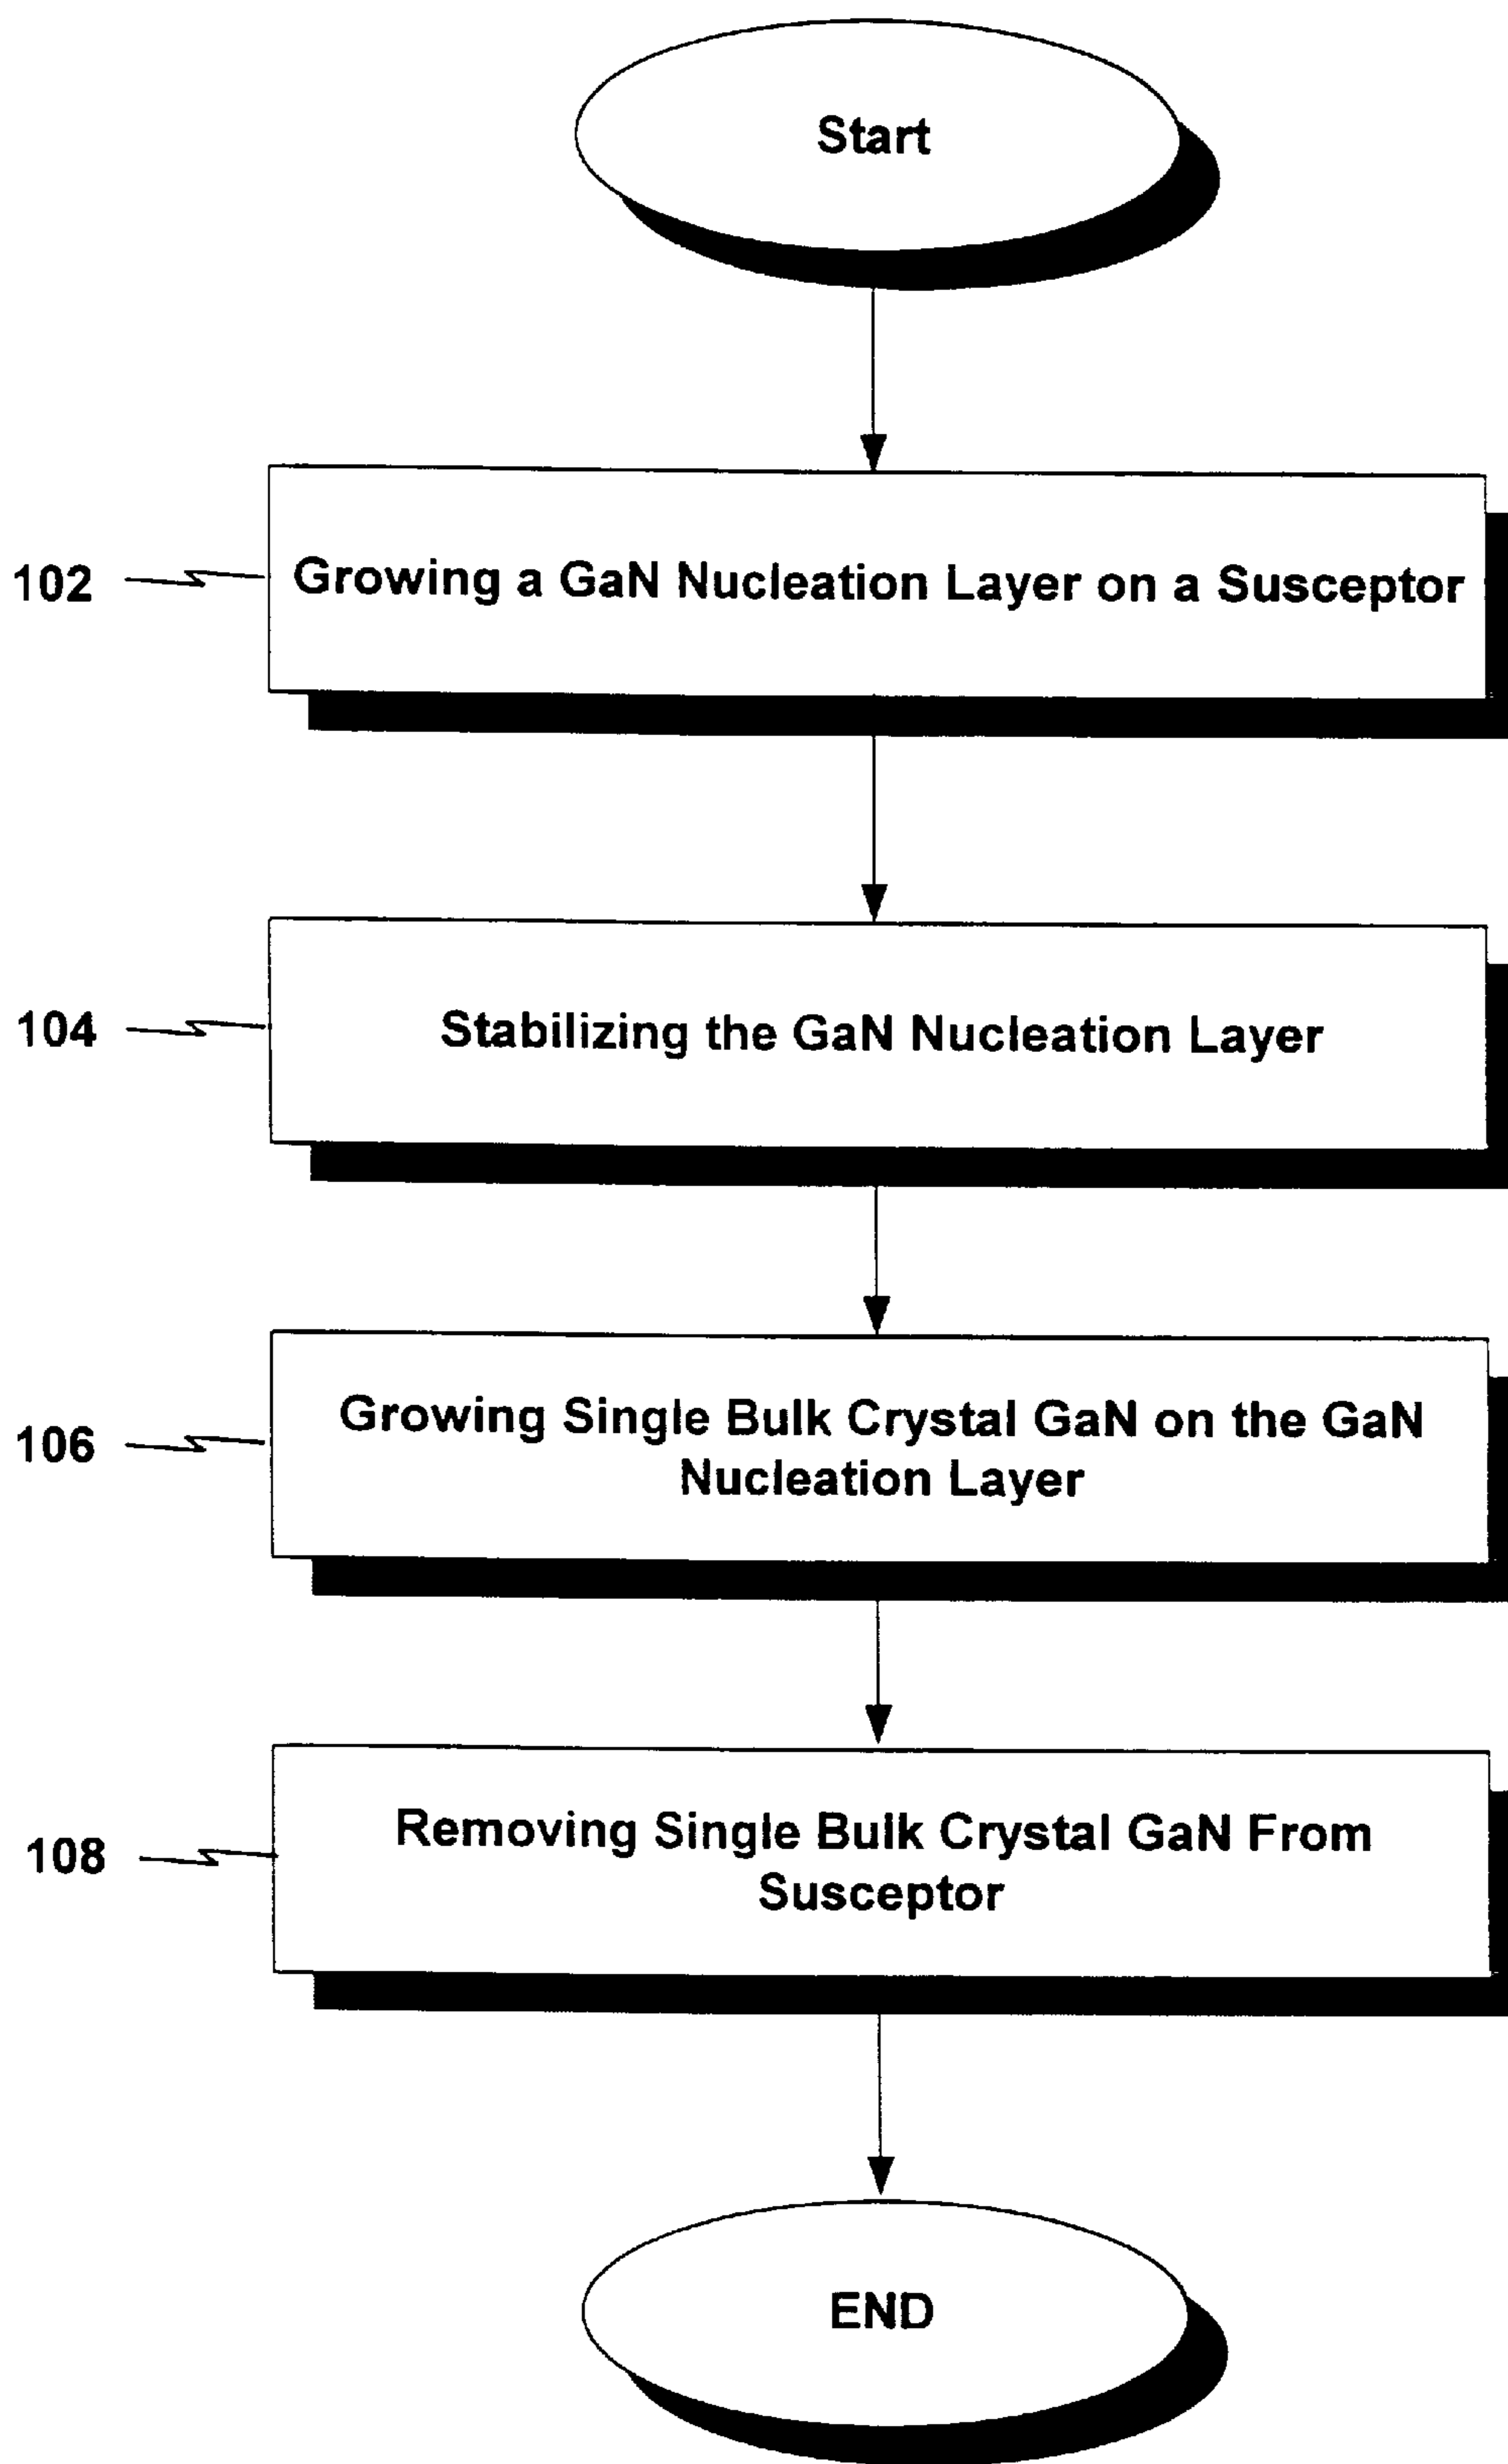 Start
102
Growing a GaN Nucleation Layer on a Susceptor
104
Stabilizing the GaN Nucleation Layer
106
Growing Single Bulk Crystal GaN on the GaN
Nucleation Layer
108
Removing Single Bulk Crystal GaN From
Susceptor
END